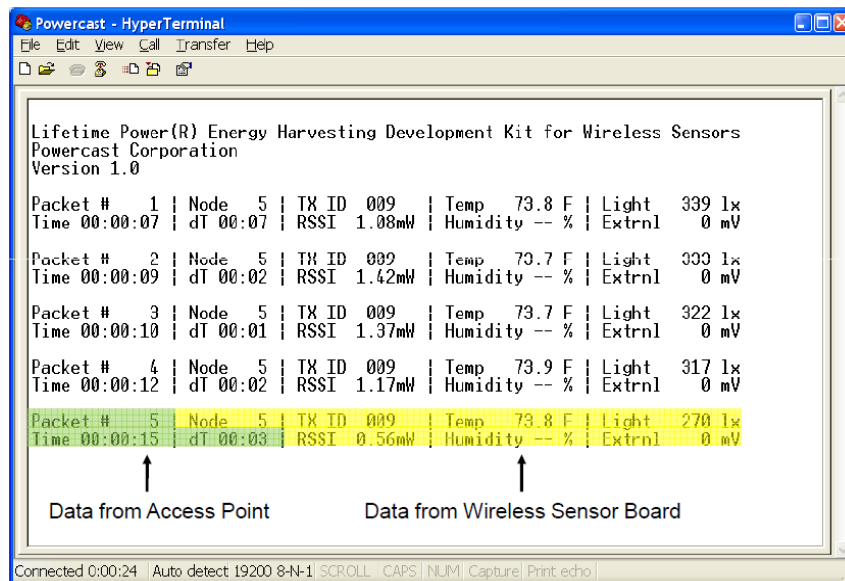 Powercast - HyperTerminal
File Edit View Call Transfer Help
Lifetime Power(R) Energy Harvesting Development Kit for Wireless Sensors
Powercast Corporation
Version 1.0
Packet # 1 | Node 5 | TX ID 009 | Temp 73.8 F | Light 339 lx
Time 00:00:07 | dT 00:07 | RSSI 1.08mW | Humidity -- % | Extrnl 0 mV
Packet # 2 | Node 5 | TX ID 009 | Temp 73.7 F | Light lx
Time 00:00:09 | dT 00:02 | RSSI 1.42mW | Humidity -- % | Extrnl 0 mV
Packet # 3 | Node 5 | TX ID 009 | Temp 73.7 F | Light 322 lx
Time 00:00:10 | dT 00:01 | RSSI 1.37mW | Humidity -- % | Extrnl 0 mV
Packet # 4 | Node 5 | TX ID 009 | Temp 73.9 F | Light 317 lx
Time 00:00:12 | dT 00:02 | RSSI 1.17mW | Humidity -- % | Extrnl 0 mV
Packet # 5 | Node 5 | TX ID 009 | Temp 73.8 F | Light 270 lx
Time 00:00:15 | dT 00:03 | RSSI 0.56mW | Humidity -- % | Extrnl 0 mV
Data from Access Point Data from Wireless Sensor Board
Connected 0:00:24 Auto detect 19200 8-N-1 SCROLL CAPS NUM Capture Print echo